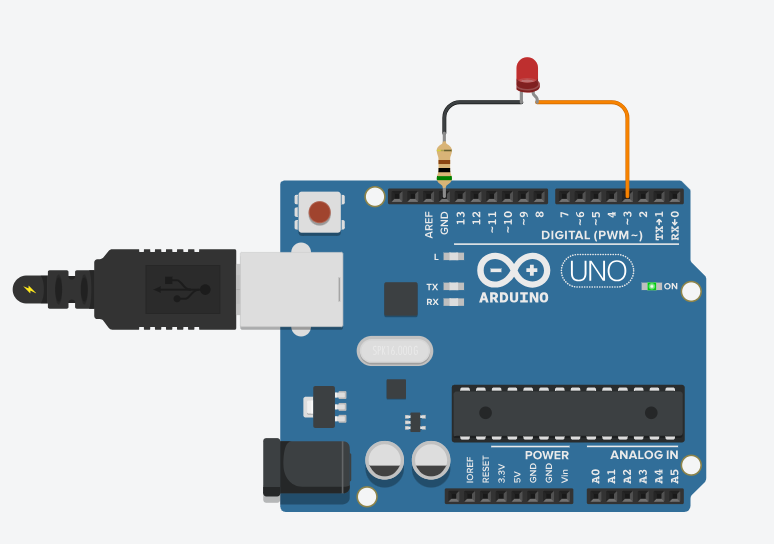 AREF
GND
13
12
~11
~10
~9
8
7
~6
~5
4
~3
2
TX→1
RX←0
DIGITAL (PWM~)
L
TX
RX
UNO
ARDUINO
ON
POWER
ANALOG IN
IOREF
RESET
3.3V
5V
GND
GND
Vin
A0
A1
A2
A3
A4
A5